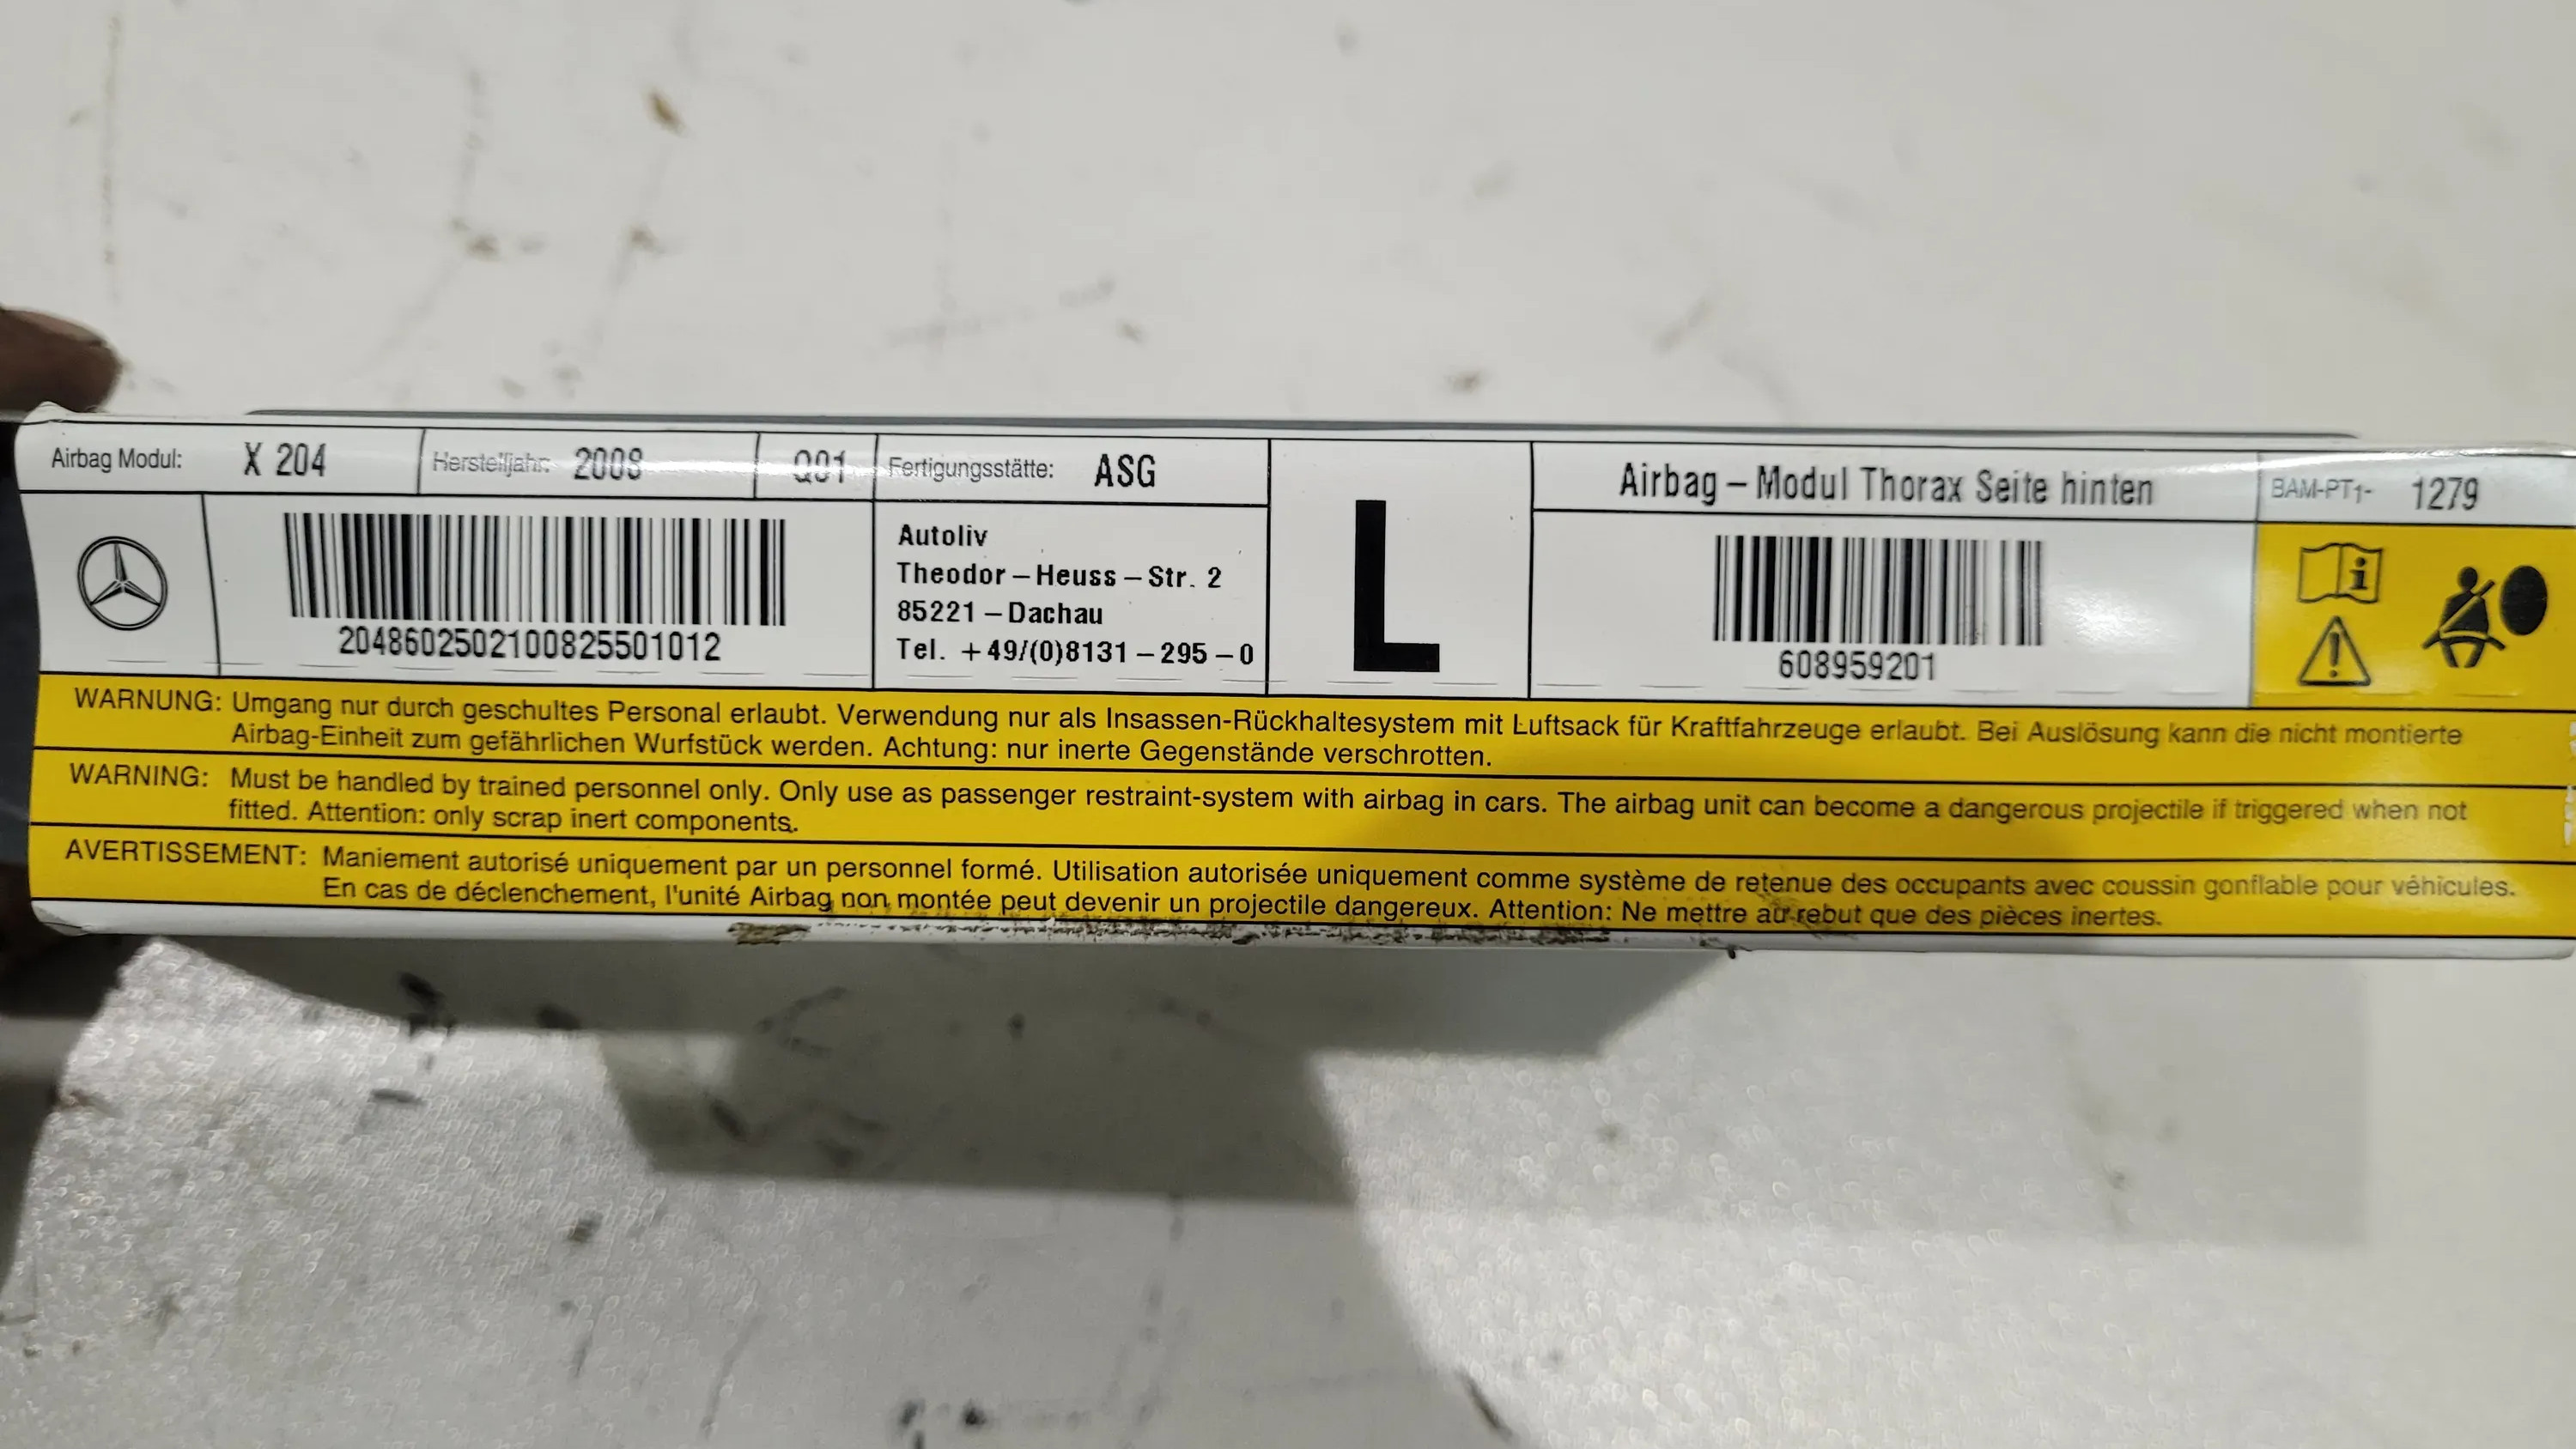 Airbag Modul: X 204 Herstelljahr: 2008 Q01 Fertigungsstätte: ASG
2048602502100825501012
Autoliv
Theodor – Heuss – Str. 2
85221 – Dachau
Tel. +49/(0)8131 – 295 – 0
L
Airbag – Modul Thorax Seite hinten
BAM-PT1- 1279
608959201
WARNUNG: Umgang nur durch geschultes Personal erlaubt. Verwendung nur als Insassen-Rückhaltesystem mit Luftsack für Kraftfahrzeuge erlaubt. Bei Auslösung kann die nicht montierte
Airbag-Einheit zum gefährlichen Wurfstück werden. Achtung: nur inerte Gegenstände verschrotten.
WARNING: Must be handled by trained personnel only. Only use as passenger restraint-system with airbag in cars. The airbag unit can become a dangerous projectile if triggered when not
fitted. Attention: only scrap inert components.
AVERTISSEMENT: Maniement autorisé uniquement par un personnel formé. Utilisation autorisée uniquement comme système de retenue des occupants avec coussin gonflable pour véhicules.
En cas de déclenchement, l'unité Airbag non montée peut devenir un projectile dangereux. Attention: Ne mettre au rebut que des pièces inertes.